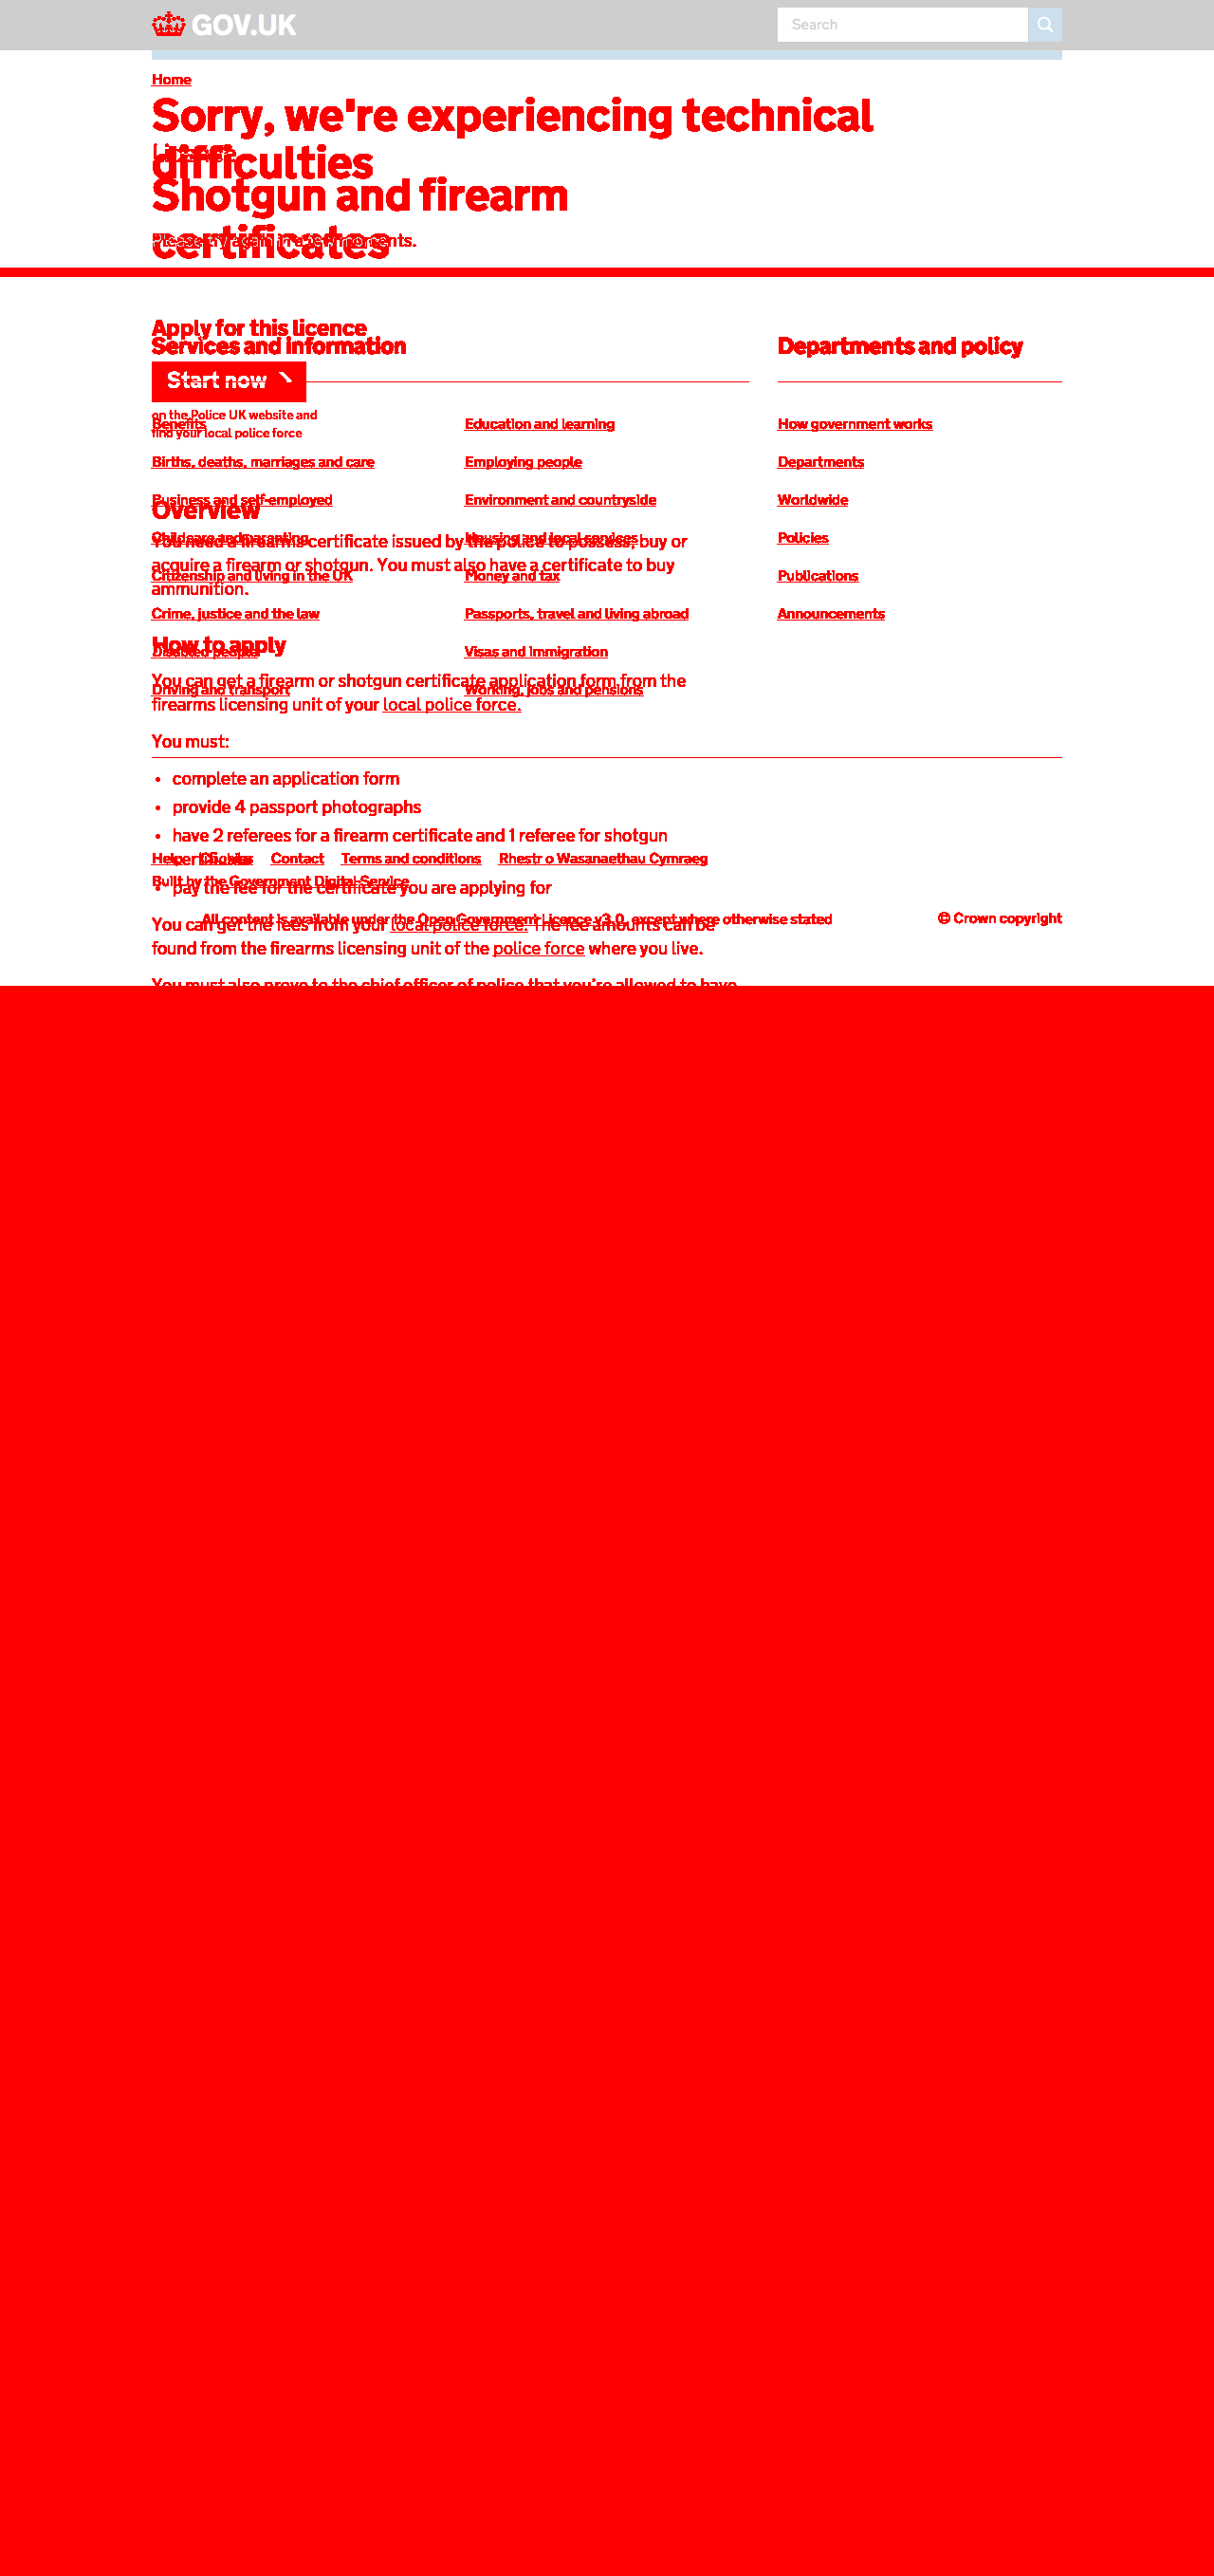 GOV.UK
Search
Home
Sorry, we're experiencing technical
difficulties
Shotgun and firearm
certificates
Please try again in a few moments.
Apply for this licence
Services and information
Departments and policy
Start now
on the Police UK website and
find your local police force
Benefits
Education and learning
How government works
Births, deaths, marriages and care
Employing people
Departments
Business and self-employed
Environment and countryside
Worldwide
Overview
Childcare and parenting
Housing and local services
Policies
You need a firearms certificate issued by the police to possess, buy or
acquire a firearm or shotgun. You must also have a certificate to buy
Citizenship and living in the UK
Money and tax
Publications
ammunition.
Crime, justice and the law
Passports, travel and living abroad
Announcements
How to apply
Disabled people
Visas and immigration
You can get a firearm or shotgun certificate application form from the
Driving and transport
Working, jobs and pensions
firearms licensing unit of your local police force.
You must:
• complete an application form
• provide 4 passport photographs
• have 2 referees for a firearm certificate and 1 referee for shotgun
certificate
Help Cookies Contact Terms and conditions Rhestr o Wasanaethau Cymraeg
Built by the Government Digital Service
• pay the fee for the certificate you are applying for
All content is available under the Open Government Licence v3.0, except where otherwise stated
© Crown copyright
You can get the fees from your local police force. The fee amounts can be
found from the firearms licensing unit of the police force where you live.
You must also prove to the chief officer of police that you're allowed to have